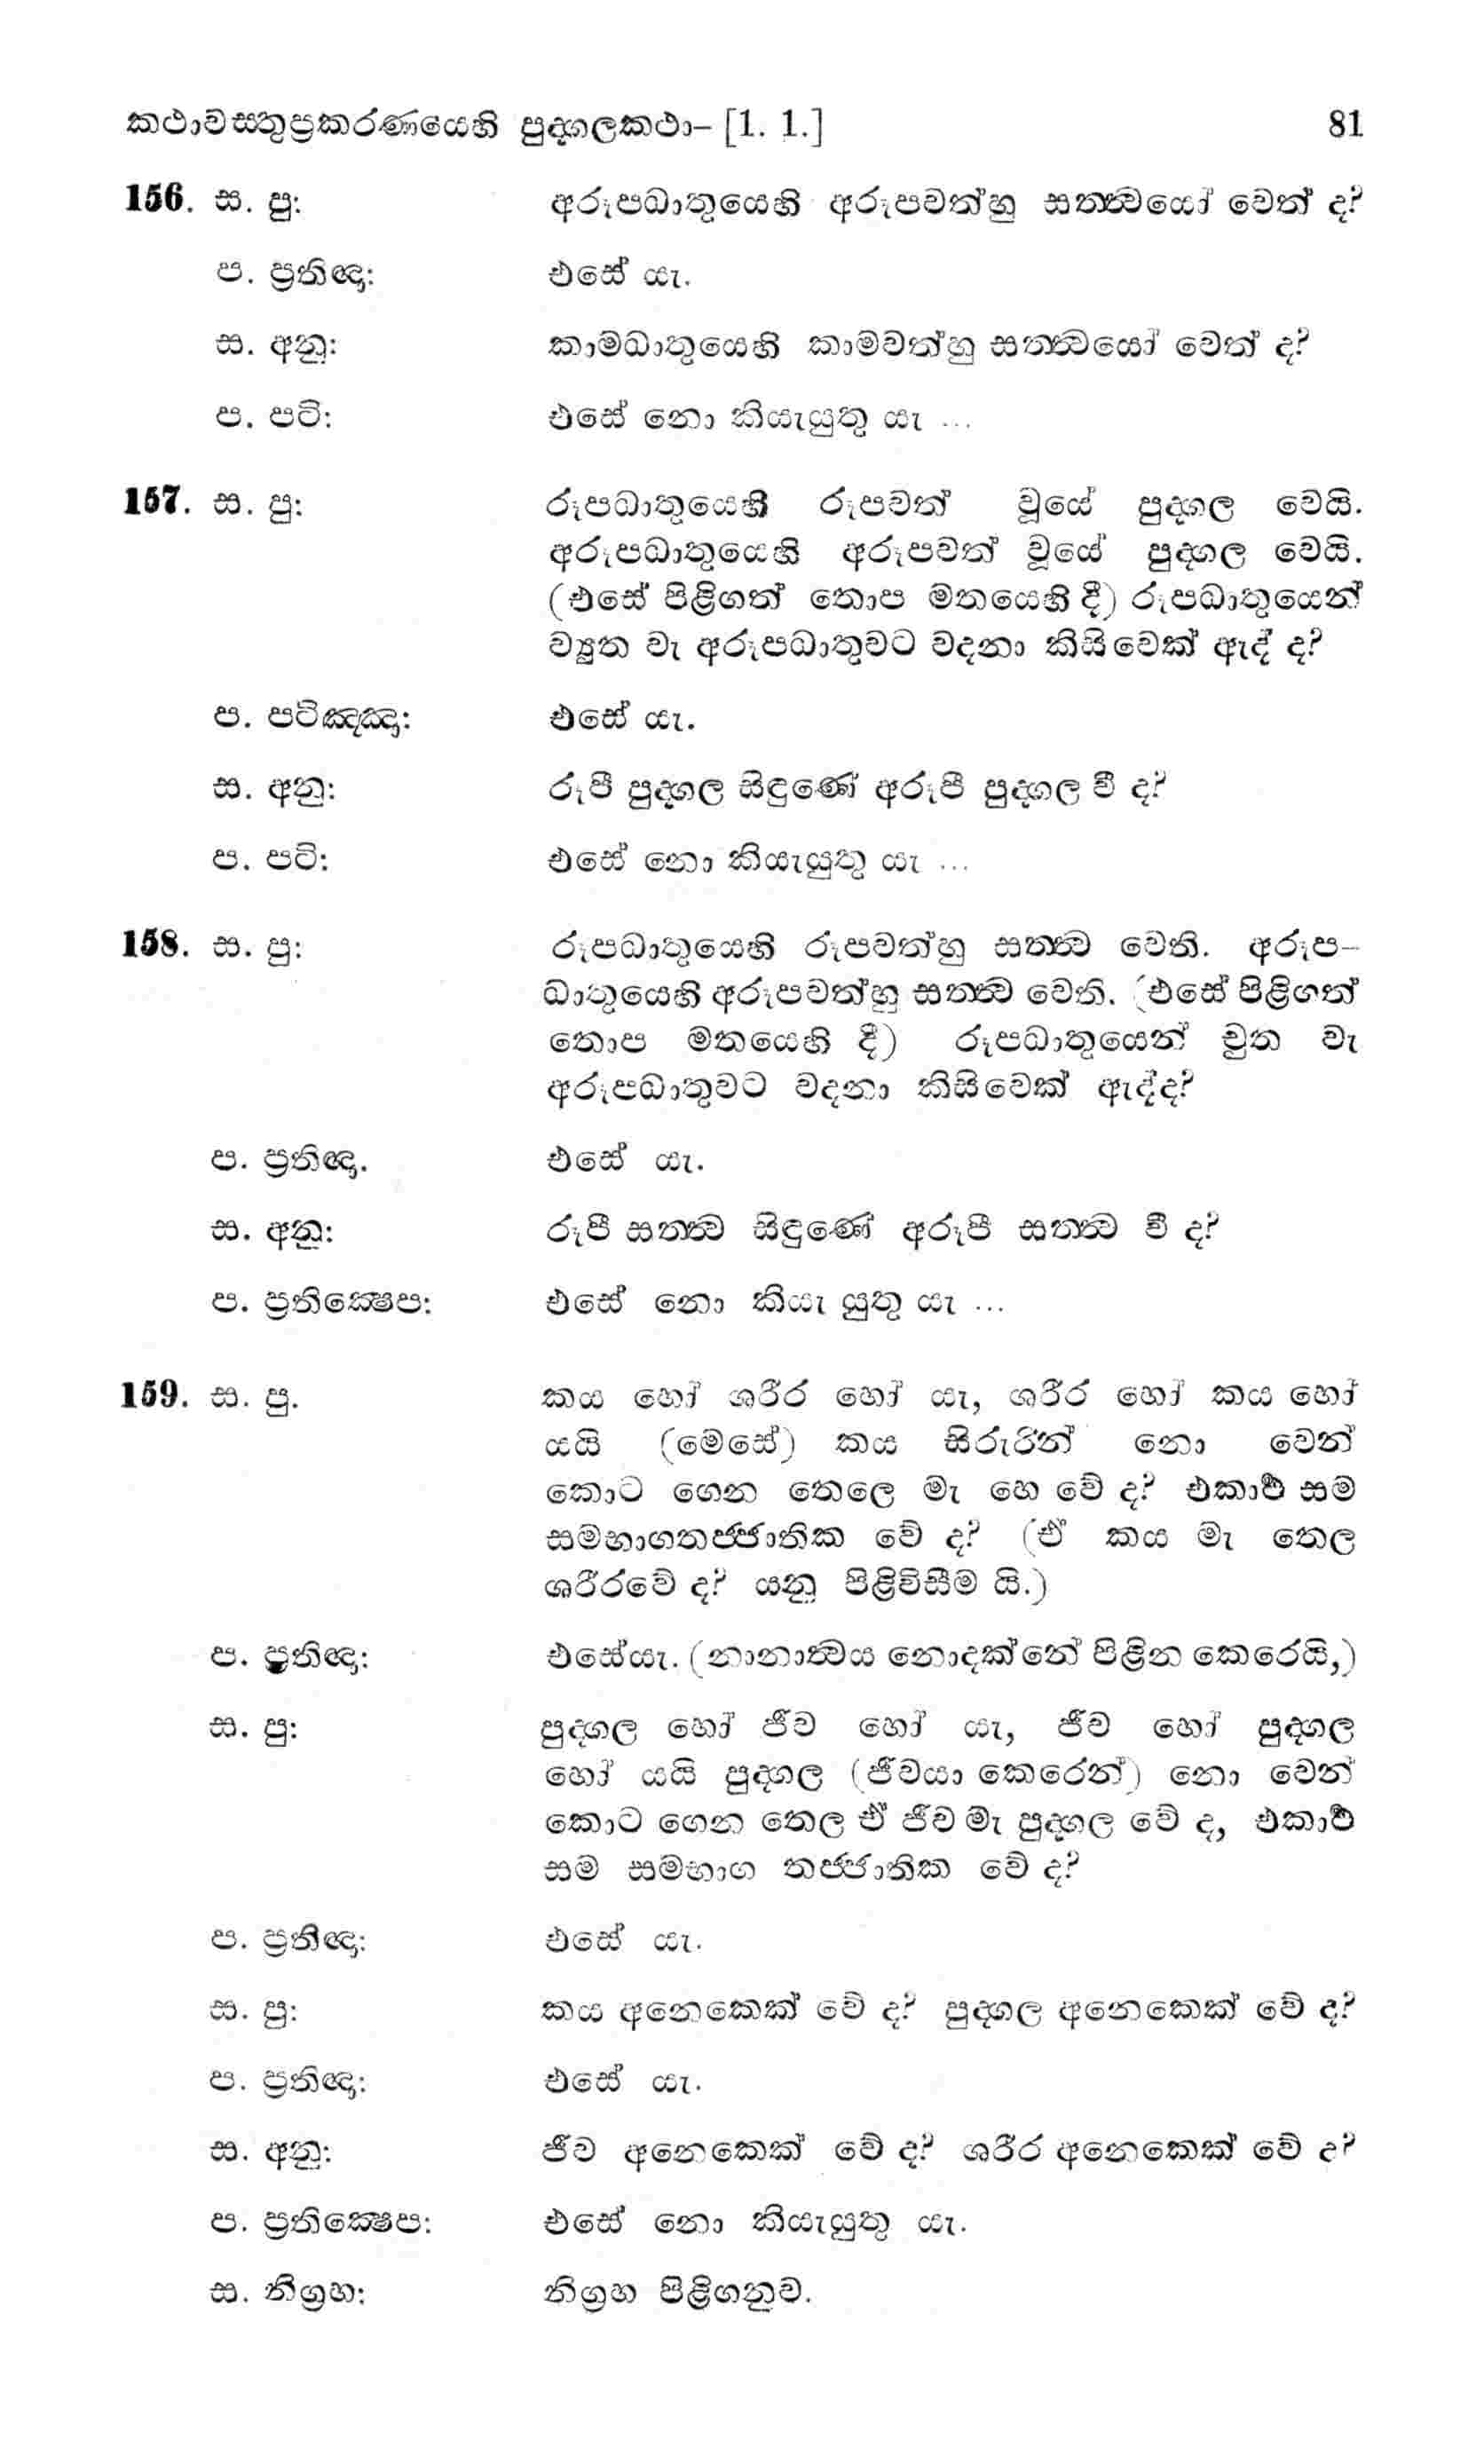 කථාවස්තුප්‍රකරණයෙහි පුද්ගලකථා– [1. 1.] 81
156. ස. පු: අරූපධාතුයෙහි අරූපවත්හු සත්ත්‍වයෝ වෙත් ද?
ප. ප්‍රතිඥා: එසේ යැ.
ස. අනු: කාමධාතුයෙහි කාමවත්හු සත්ත්‍වයෝ වෙත් ද?
ප. පටි: එසේ නො කියැයුතු යැ ...
157. ස. පු: රූපධාතුයෙහි රූපවත් වූයේ පුද්ගල වෙයි.
අරූපධාතුයෙහි අරූපවත් වූයේ පුද්ගල වෙයි.
(එසේ පිළිගත් තොප මතයෙහි දී) රූපධාතුයෙන්
ව්‍යුත වැ අරූපධාතුවට වදනා කිසිවෙක් ඇද් ද?
ප. පටිඤ්ඤා: එසේ යැ.
ස. අනු: රූපී පුද්ගල සිඳුණේ අරූපී පුද්ගල වී ද?
ප. පටි: එසේ නො කියැයුතු යැ ...
158. ස. පු: රූපධාතුයෙහි රූපවත්හු සත්ත්‍ව වෙති. අරූප–
ධාතුයෙහි අරූපවත්හු සත්ත්‍ව වෙති. (එසේ පිළිගත්
තොප මතයෙහි දී) රූපධාතුයෙන් ච්‍යුත වැ
අරූපධාතුවට වදනා කිසිවෙක් ඇද්ද?
ප. ප්‍රතිඥා. එසේ යැ.
ස. අනු: රූපී සත්ත්‍ව සිඳුණේ අරූපී සත්ත්‍ව වී ද?
ප. ප්‍රතික්‍ෂෙප: එසේ නො කියැ යුතු යැ ...
159. ස. පු. කය හෝ ශරීර හෝ යැ, ශරීර හෝ කය හෝ
යයි (මෙසේ) කය සිරුරින් නො වෙන්
කොට ගෙන තෙලෙ මැ හෙ වේ ද? එකාර්‍ථ සම
සමභාගතජ්ජාතික වේ ද? (ඒ කය මැ තෙල
ශරීරවේ ද? යනු පිළිවිසීම යි.)
ප. ප්‍රතිඥා: එසේයැ. (නානාත්‍වය නොදක්නේ පිළින කෙරෙයි,)
ස. පු: පුද්ගල හෝ ජීව හෝ යැ, ජීව හෝ පුද්ගල
හෝ යයි පුද්ගල (ජීවයා කෙරෙන්) නො වෙන්
කොට ගෙන තෙල ඒ ජීව මැ පුද්ගල වේ ද, එකාර්‍ථ
සම සමභාග තජ්ජාතික වේ ද?
ප. ප්‍රතිඥා: එසේ යැ.
ස. පු: කය අනෙකෙක් වේ ද? පුද්ගල අනෙකෙක් වේ ද?
ප. ප්‍රතිඥා: එසේ යැ.
ස. අනු: ජීව අනෙකෙක් වේ ද? ශරීර අනෙකෙක් වේ ද?
ප. ප්‍රතික්‍ෂෙප: එසේ නො කියැයුතු යැ.
ස. නිග්‍රහ: නිග්‍රහ පිළිගනුව.